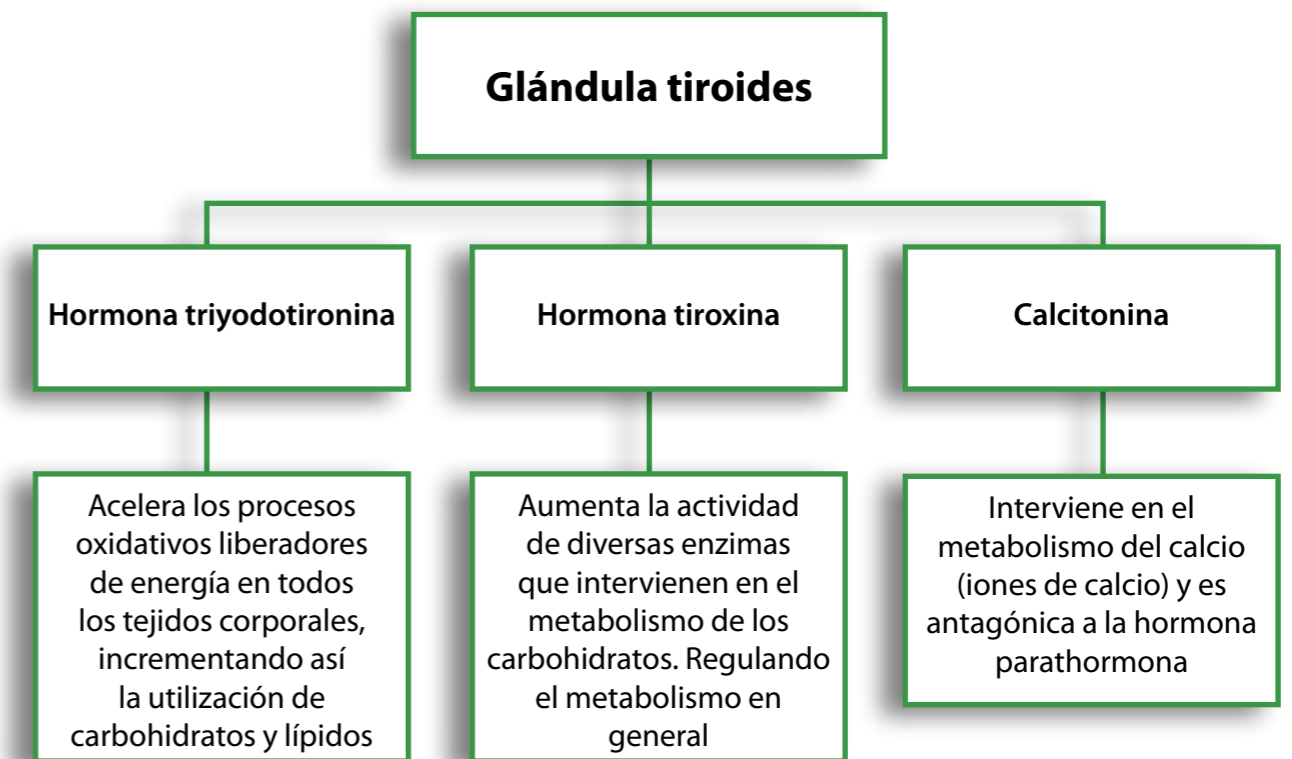 Glándula tiroides
Hormona triyodotironina
Hormona tiroxina
Calcitonina
Acelera los procesos
oxidativos liberadores
de energía en todos
los tejidos corporales,
incrementando así
la utilización de
carbohidratos y lípidos
Aumenta la actividad
de diversas enzimas
que intervienen en el
metabolismo de los
carbohidratos. Regulando
el metabolismo en
general
Interviene en el
metabolismo del calcio
(iones de calcio) y es
antagónica a la hormona
parathormona